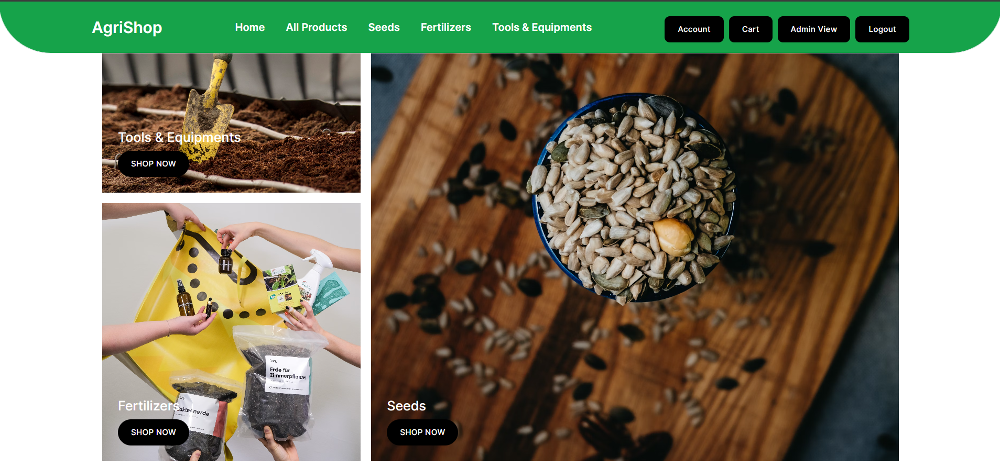 AgriShop
Home
All Products
Seeds
Fertilizers
Tools & Equipments
Account
Cart
Admin View
Logout
Tools & Equipments
SHOP NOW
Erde für
Zimmerpflanzen
Fertilizers
SHOP NOW
Seeds
SHOP NOW